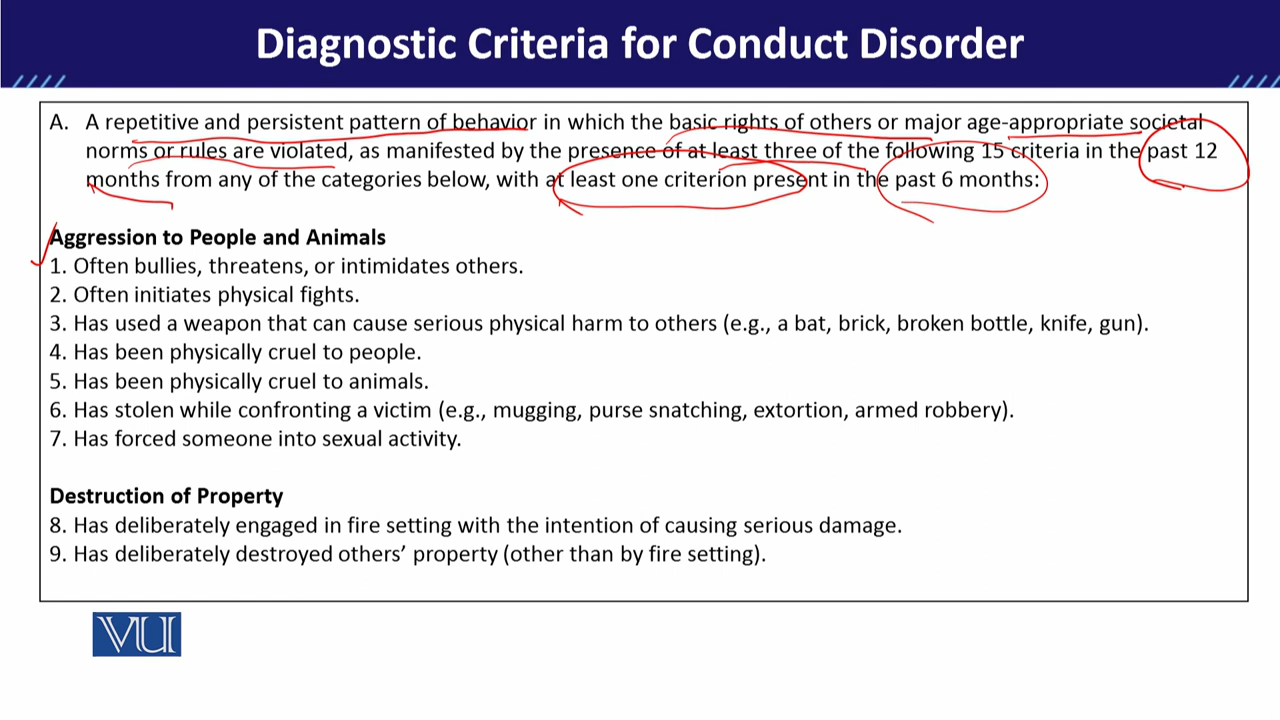 Diagnostic Criteria for Conduct Disorder
A. A repetitive and persistent pattern of behavior in which the basic rights of others or major age-appropriate societal
norms or rules are violated, as manifested by the presence of at least three of the following 15 criteria in the past 12
months from any of the categories below, with at least one criterion present in the past 6 months:
Aggression to People and Animals
1. Often bullies, threatens, or intimidates others.
2. Often initiates physical fights.
3. Has used a weapon that can cause serious physical harm to others (e.g., a bat, brick, broken bottle, knife, gun).
4. Has been physically cruel to people.
5. Has been physically cruel to animals.
6. Has stolen while confronting a victim (e.g., mugging, purse snatching, extortion, armed robbery).
7. Has forced someone into sexual activity.
Destruction of Property
8. Has deliberately engaged in fire setting with the intention of causing serious damage.
9. Has deliberately destroyed others’ property (other than by fire setting).
VU